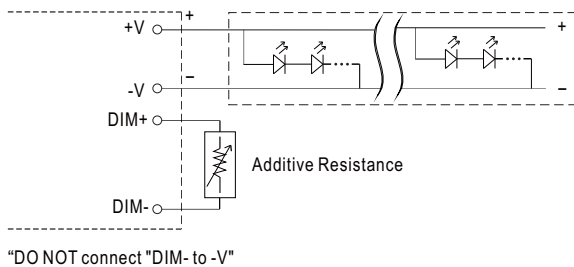 +V
+
+
-V
–
–
DIM+
Additive Resistance
DIM-
“DO NOT connect "DIM- to -V"